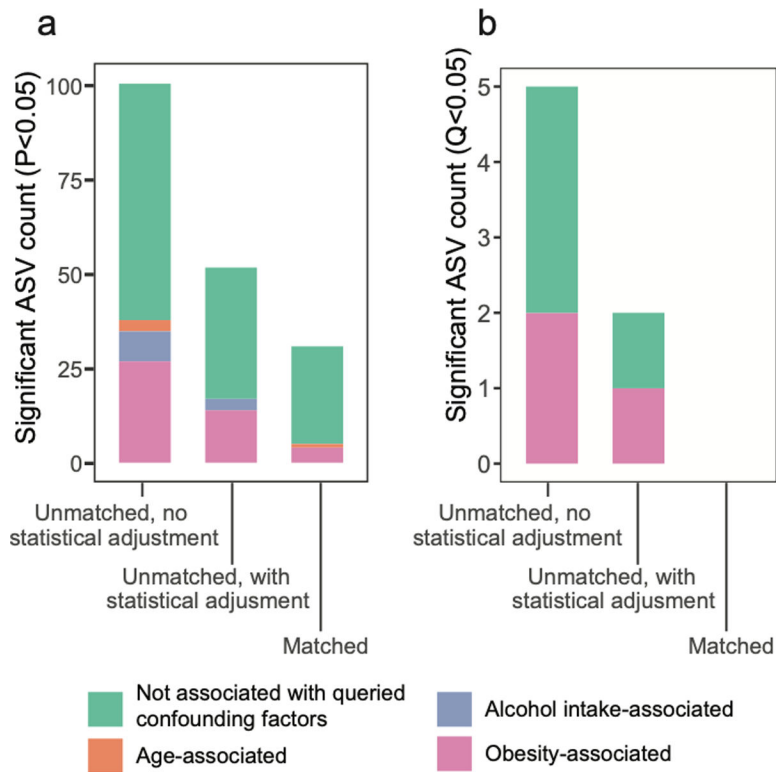 a
Significant ASV count (P<0.05)
100
75
50
25
0
Unmatched, no
statistical adjustment
Unmatched, with
statistical adjusment
Matched
b
Significant ASV count (Q<0.05)
5
4
3
2
1
0
Unmatched, no
statistical adjustment
Unmatched, with
statistical adjusment
Matched
Not associated with queried
confounding factors
Age-associated
Alcohol intake-associated
Obesity-associated